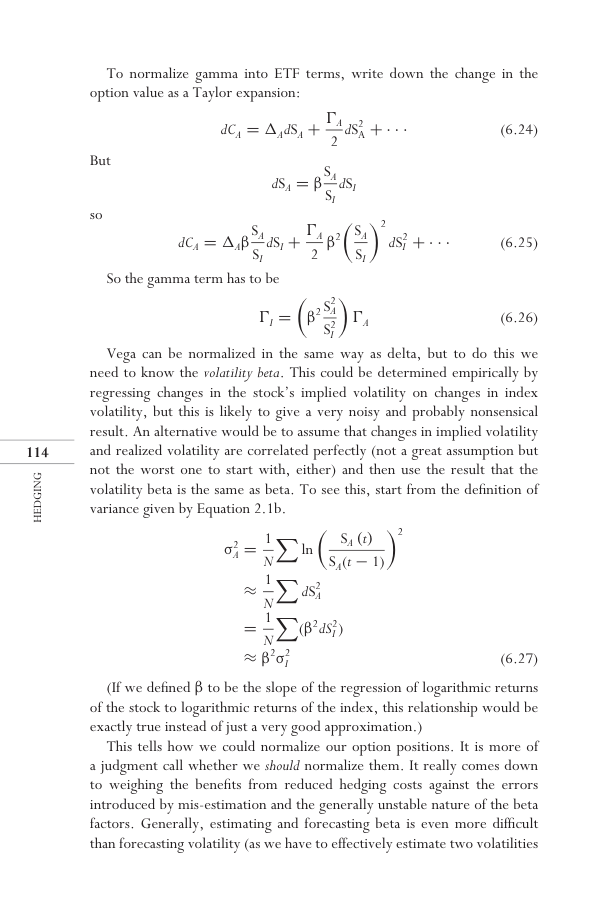 To normalize gamma into ETF terms, write down the change in the
option value as a Taylor expansion:
dC_A = Δ_A dS_A + Γ_A/2 dS_A^2 + · · · (6.24)
But
dS_A = β S_A/S_I dS_I
so
dC_A = Δ_A β S_A/S_I dS_I + Γ_A/2 β^2 (S_A/S_I)^2 dS_I^2 + · · · (6.25)
So the gamma term has to be
Γ_I = (β^2 S_A^2/S_I^2) Γ_A (6.26)
Vega can be normalized in the same way as delta, but to do this we
need to know the volatility beta. This could be determined empirically by
regressing changes in the stock's implied volatility on changes in index
volatility, but this is likely to give a very noisy and probably nonsensical
result. An alternative would be to assume that changes in implied volatility
and realized volatility are correlated perfectly (not a great assumption but
not the worst one to start with, either) and then use the result that the
volatility beta is the same as beta. To see this, start from the definition of
variance given by Equation 2.1b.
σ_A^2 = 1/N ∑ ln (S_A (t)/S_A(t − 1))^2
≈ 1/N ∑ dS_A^2
= 1/N ∑(β^2 dS_I^2)
≈ β^2σ_I^2 (6.27)
(If we defined β to be the slope of the regression of logarithmic returns
of the stock to logarithmic returns of the index, this relationship would be
exactly true instead of just a very good approximation.)
This tells how we could normalize our option positions. It is more of
a judgment call whether we should normalize them. It really comes down
to weighing the benefits from reduced hedging costs against the errors
introduced by mis-estimation and the generally unstable nature of the beta
factors. Generally, estimating and forecasting beta is even more difficult
than forecasting volatility (as we have to effectively estimate two volatilities
114
HEDGING